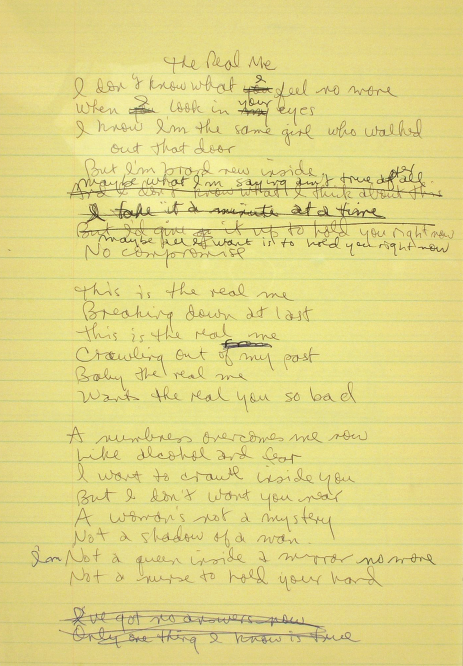 The Real Me
I don't know what I feel no more
When I look in your eyes
I know I'm the same girl who walked
out that door
But I'm brand new inside
Maybe what I'm saying ain't true after all
And I don't know what I think about this
I take it a minute at a time
But I'd give it up to hold you right now
Maybe all I want is to hold you right now
No compromise
This is the real me
Breaking down at last
This is the real me
Crawling out of my past
Baby the real me
Wants the real you so bad
A numbness overcomes me now
Like alcohol and fear
I want to crawl inside you
But I don't want you near
A woman's not a mystery
Not a shadow of a man
I'm Not a queen inside a mirror no more
Not a nurse to hold your hand
I've got no answers now
Only one thing I know is true